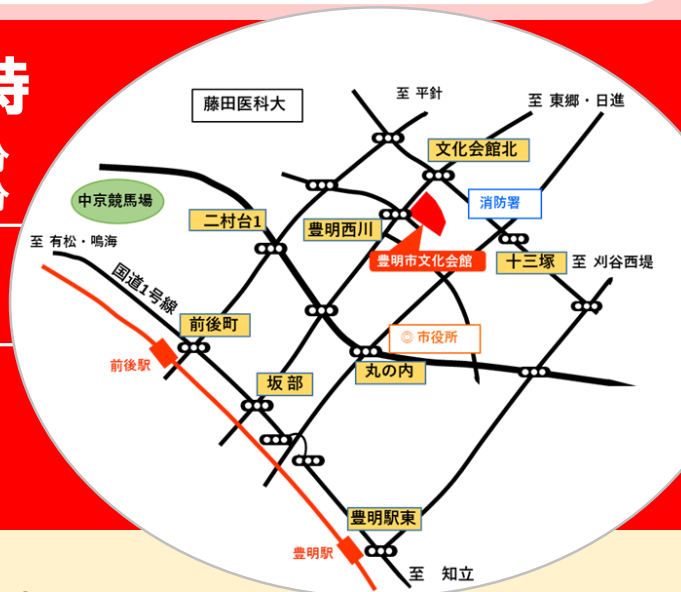 時
分
分
藤田医科大
至 平針
至 東郷・日進
文化会館北
中京競馬場
消防署
二村台1
豊明西川
至 有松・鳴海
豊明市文化会館
十三塚
至 刈谷西堤
国道1号線
前後町
◎ 市役所
前後駅
丸の内
坂部
豊明駅東
豊明駅
至 知立